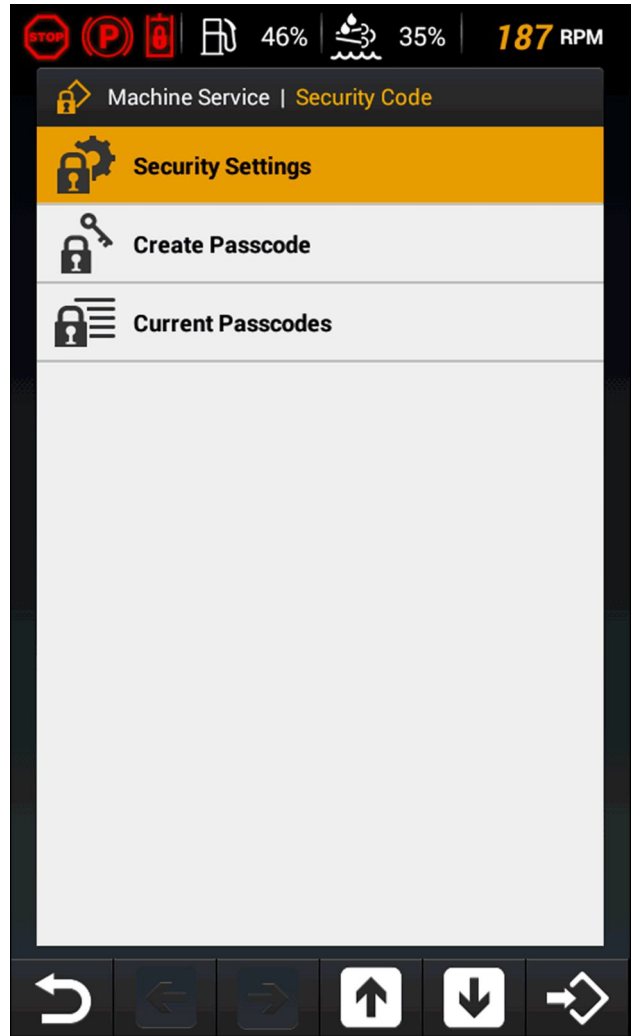 STOP P 46% 35% 187 RPM
Machine Service | Security Code
Security Settings
Create Passcode
Current Passcodes